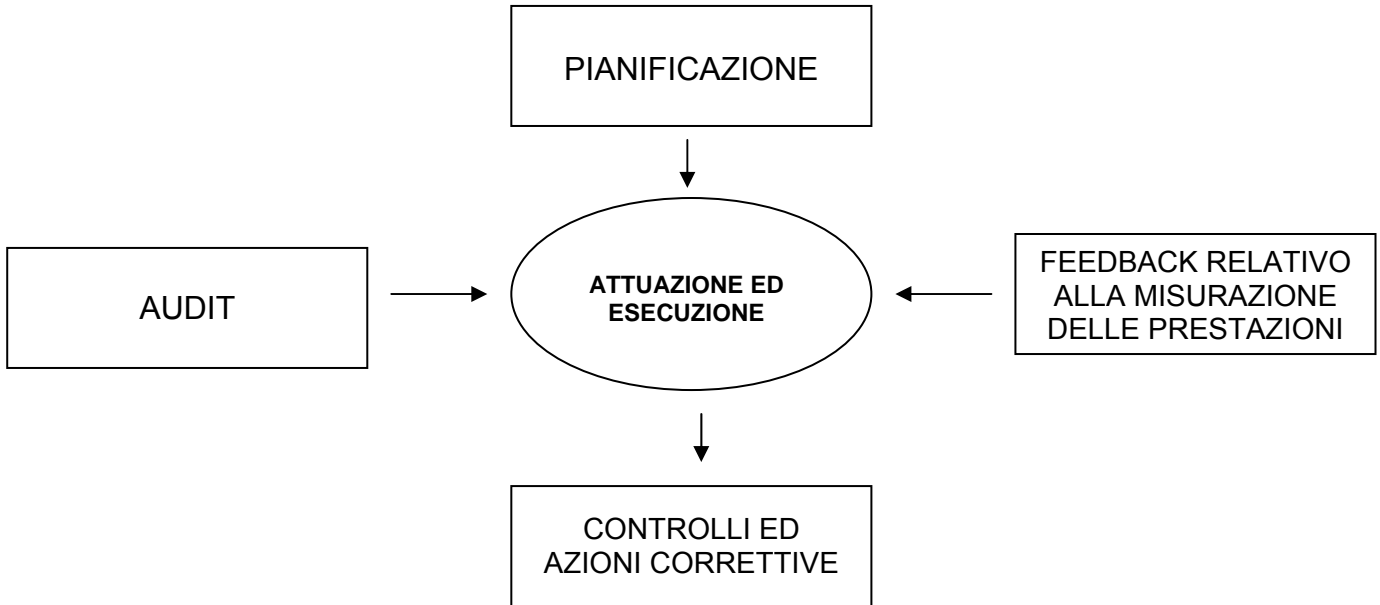 PIANIFICAZIONE
AUDIT
ATTUAZIONE ED
ESECUZIONE
FEEDBACK RELATIVO
ALLA MISURAZIONE
DELLE PRESTAZIONI
CONTROLLI ED
AZIONI CORRETTIVE